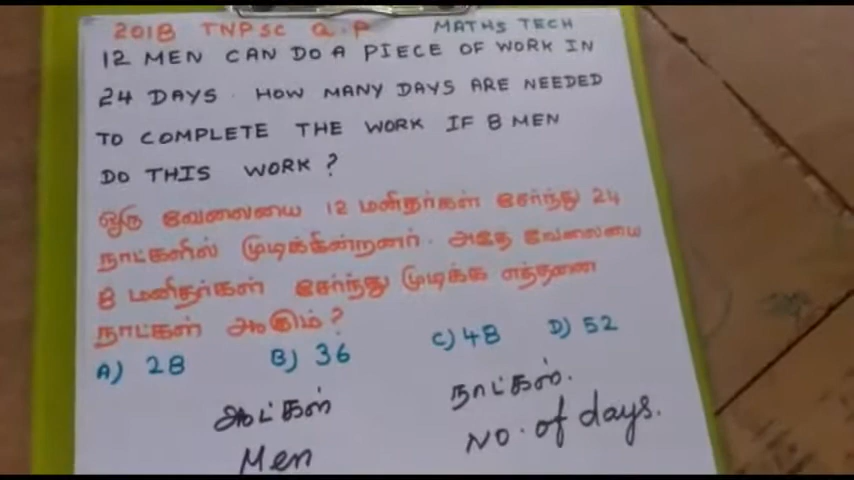 2018 TNPSC Q.P MATHS TECH
12 MEN CAN DO A PIECE OF WORK IN
24 DAYS. HOW MANY DAYS ARE NEEDED
TO COMPLETE THE WORK IF 8 MEN
DO THIS WORK?
ஒரு வேலையை 12 மனிதர்கள் சேர்ந்து 24
நாட்களில் முடிக்கின்றனர். அதே வேலையை
8 மனிதர்கள் சேர்ந்து முடிக்க எத்தனை
நாட்கள் ஆகும்?
A) 28 B) 36 C) 48 D) 52
ஆட்கள் நாட்கள்.
Men No. of days.